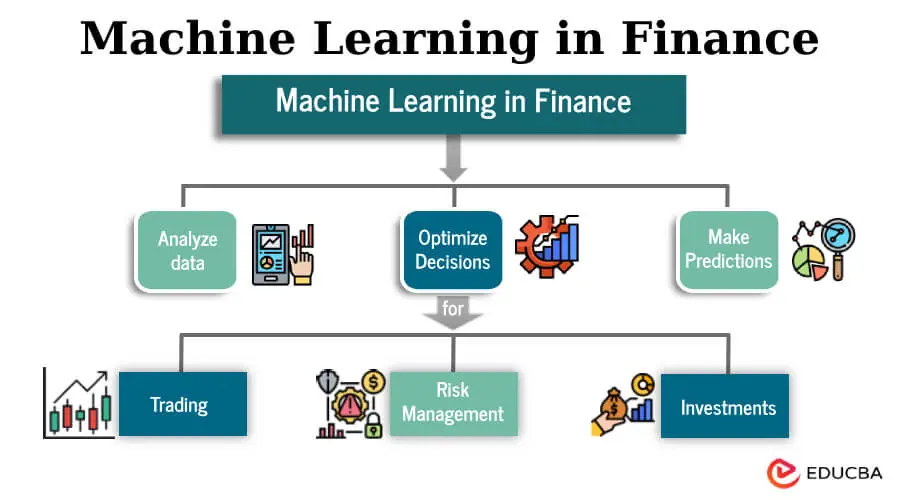 Machine Learning in Finance
Machine Learning in Finance
Analyze
data
Optimize
Decisions
Make
Predictions
for
Trading
Risk
Management
Investments
EDUCBA